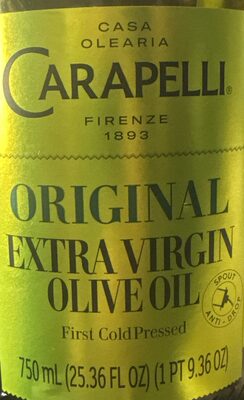 CASA
OLEARIA
CARAPELLI®
FIRENZE
1893
ORIGINAL
EXTRA VIRGIN
OLIVE OIL
SPOUT
ANTI-DROP
First Cold Pressed
750 mL (25.36 FL OZ) (1 PT 9.36 OZ)